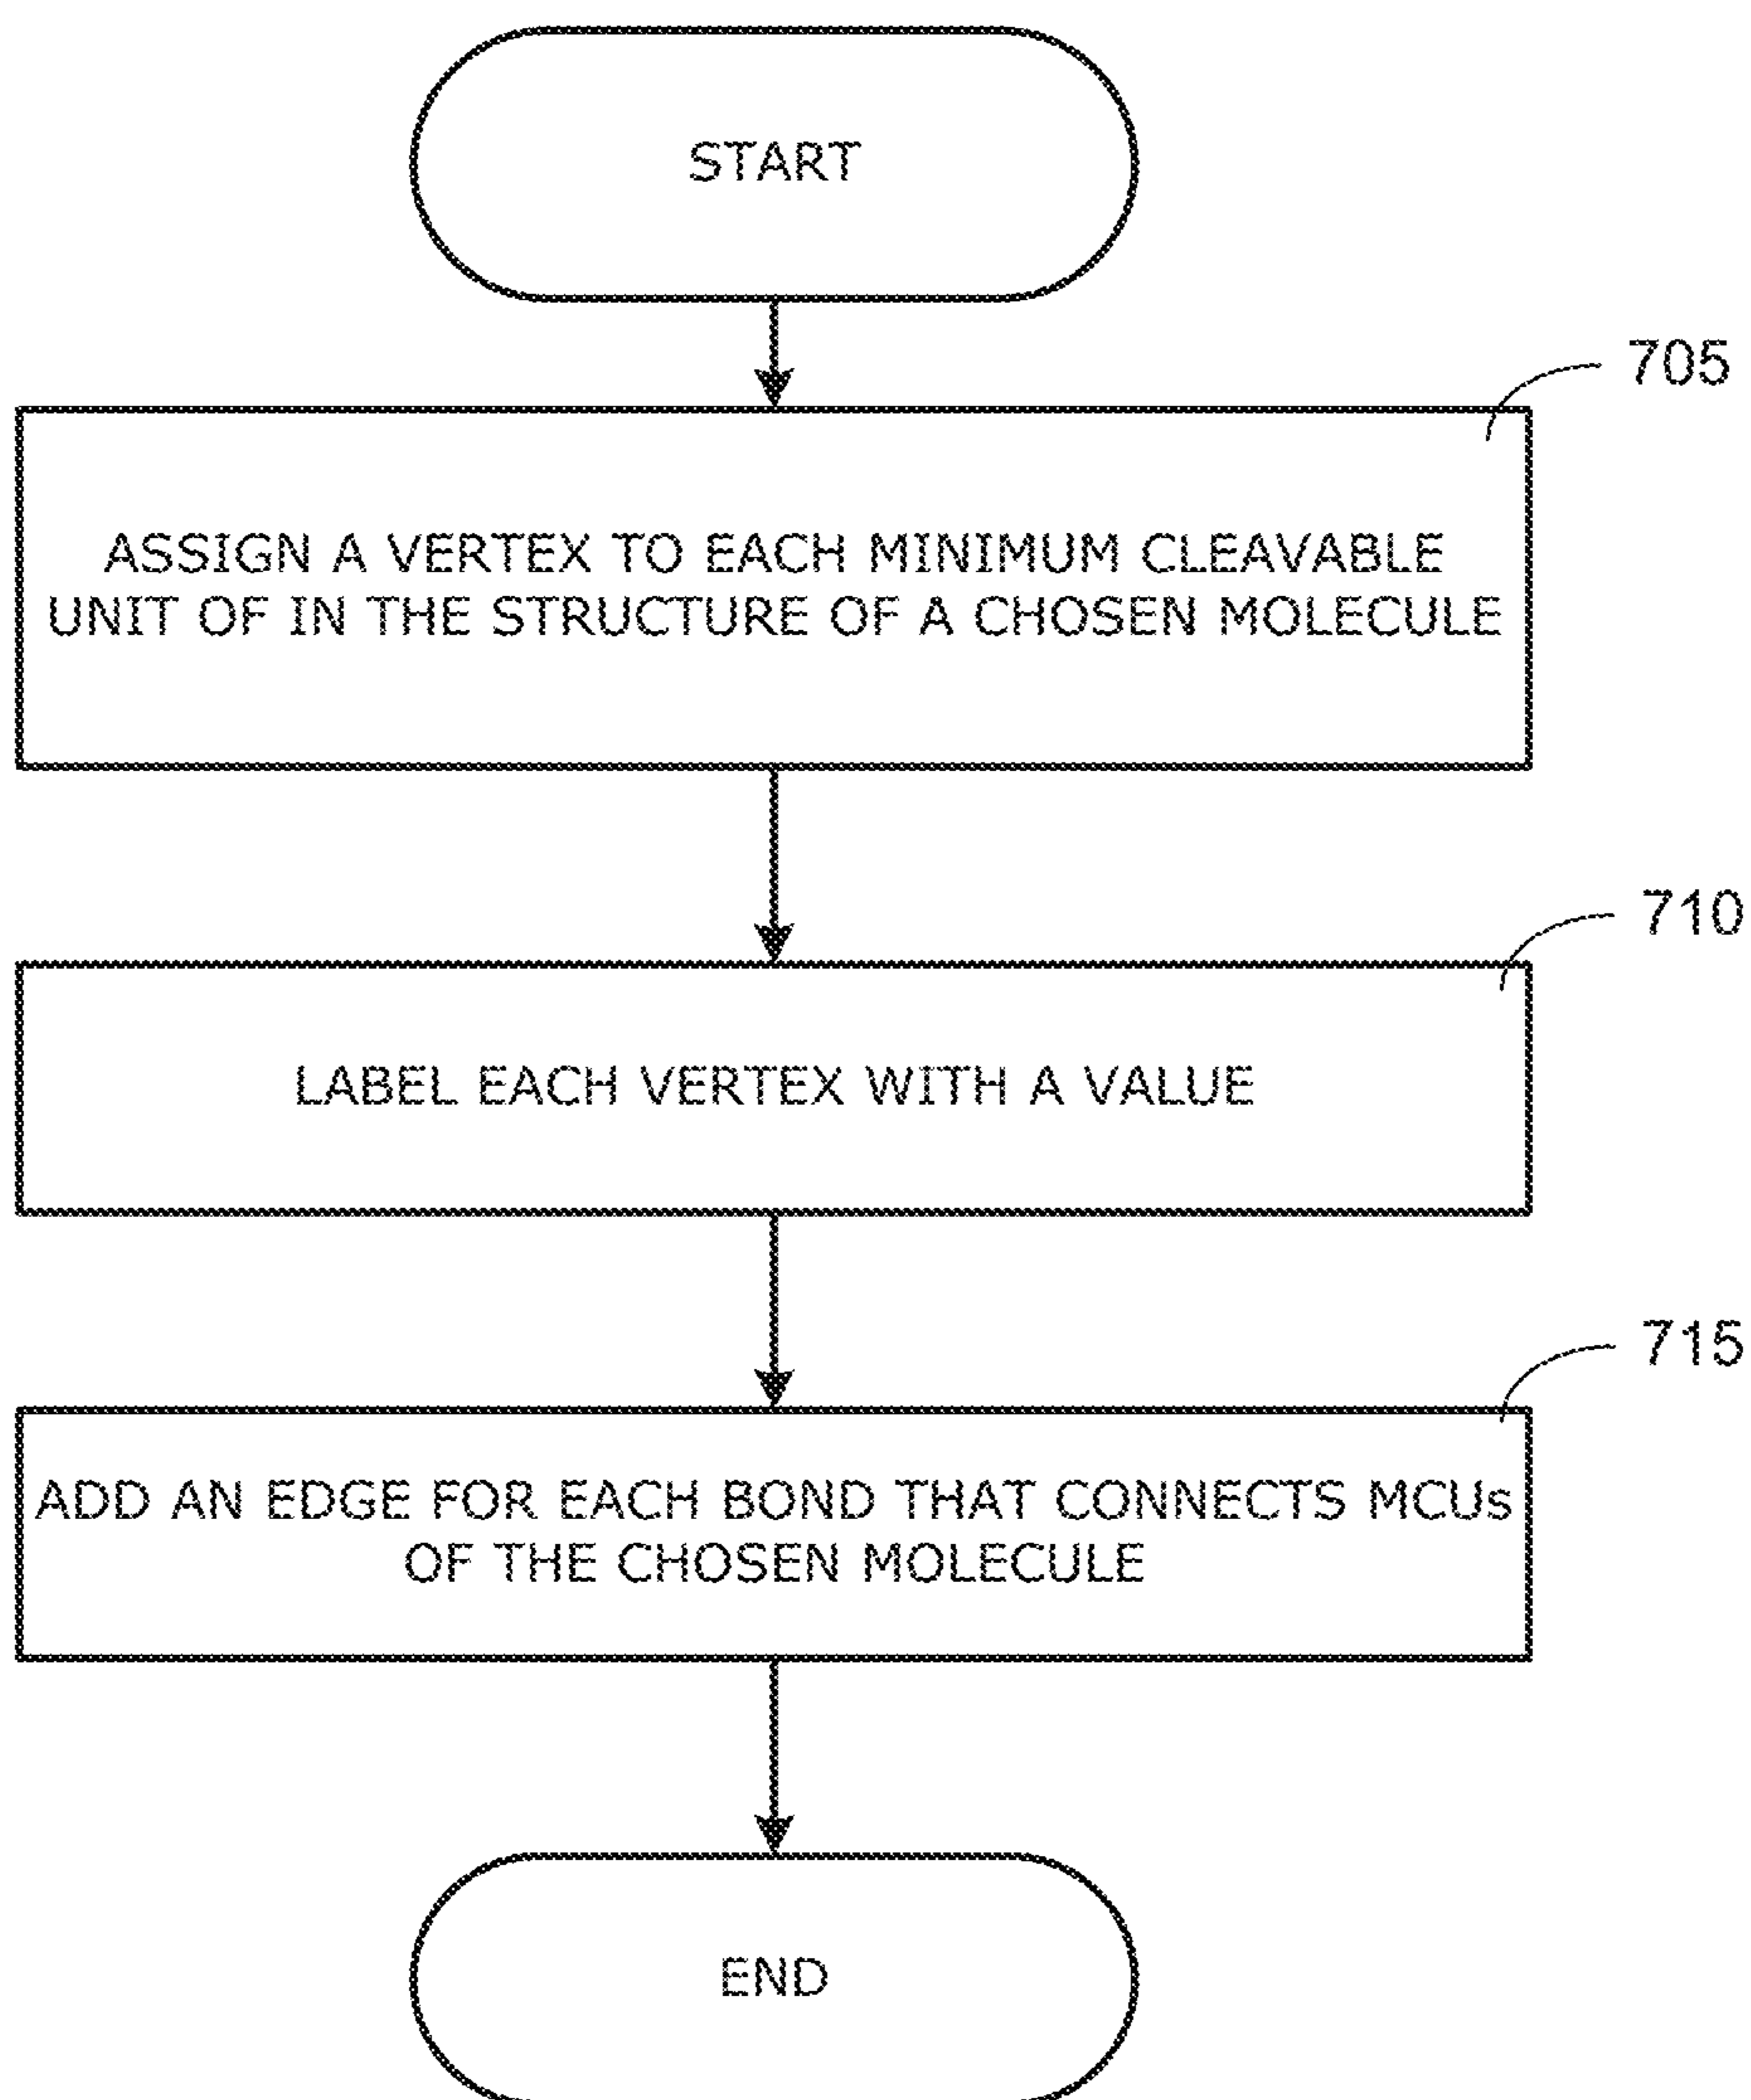 START
705
ASSIGN A VERTEX TO EACH MINIMUM CLEAVABLE
UNIT OF IN THE STRUCTURE OF A CHOSEN MOLECULE
710
LABEL EACH VERTEX WITH A VALUE
715
ADD AN EDGE FOR EACH BOND THAT CONNECTS MCUs
OF THE CHOSEN MOLECULE
END